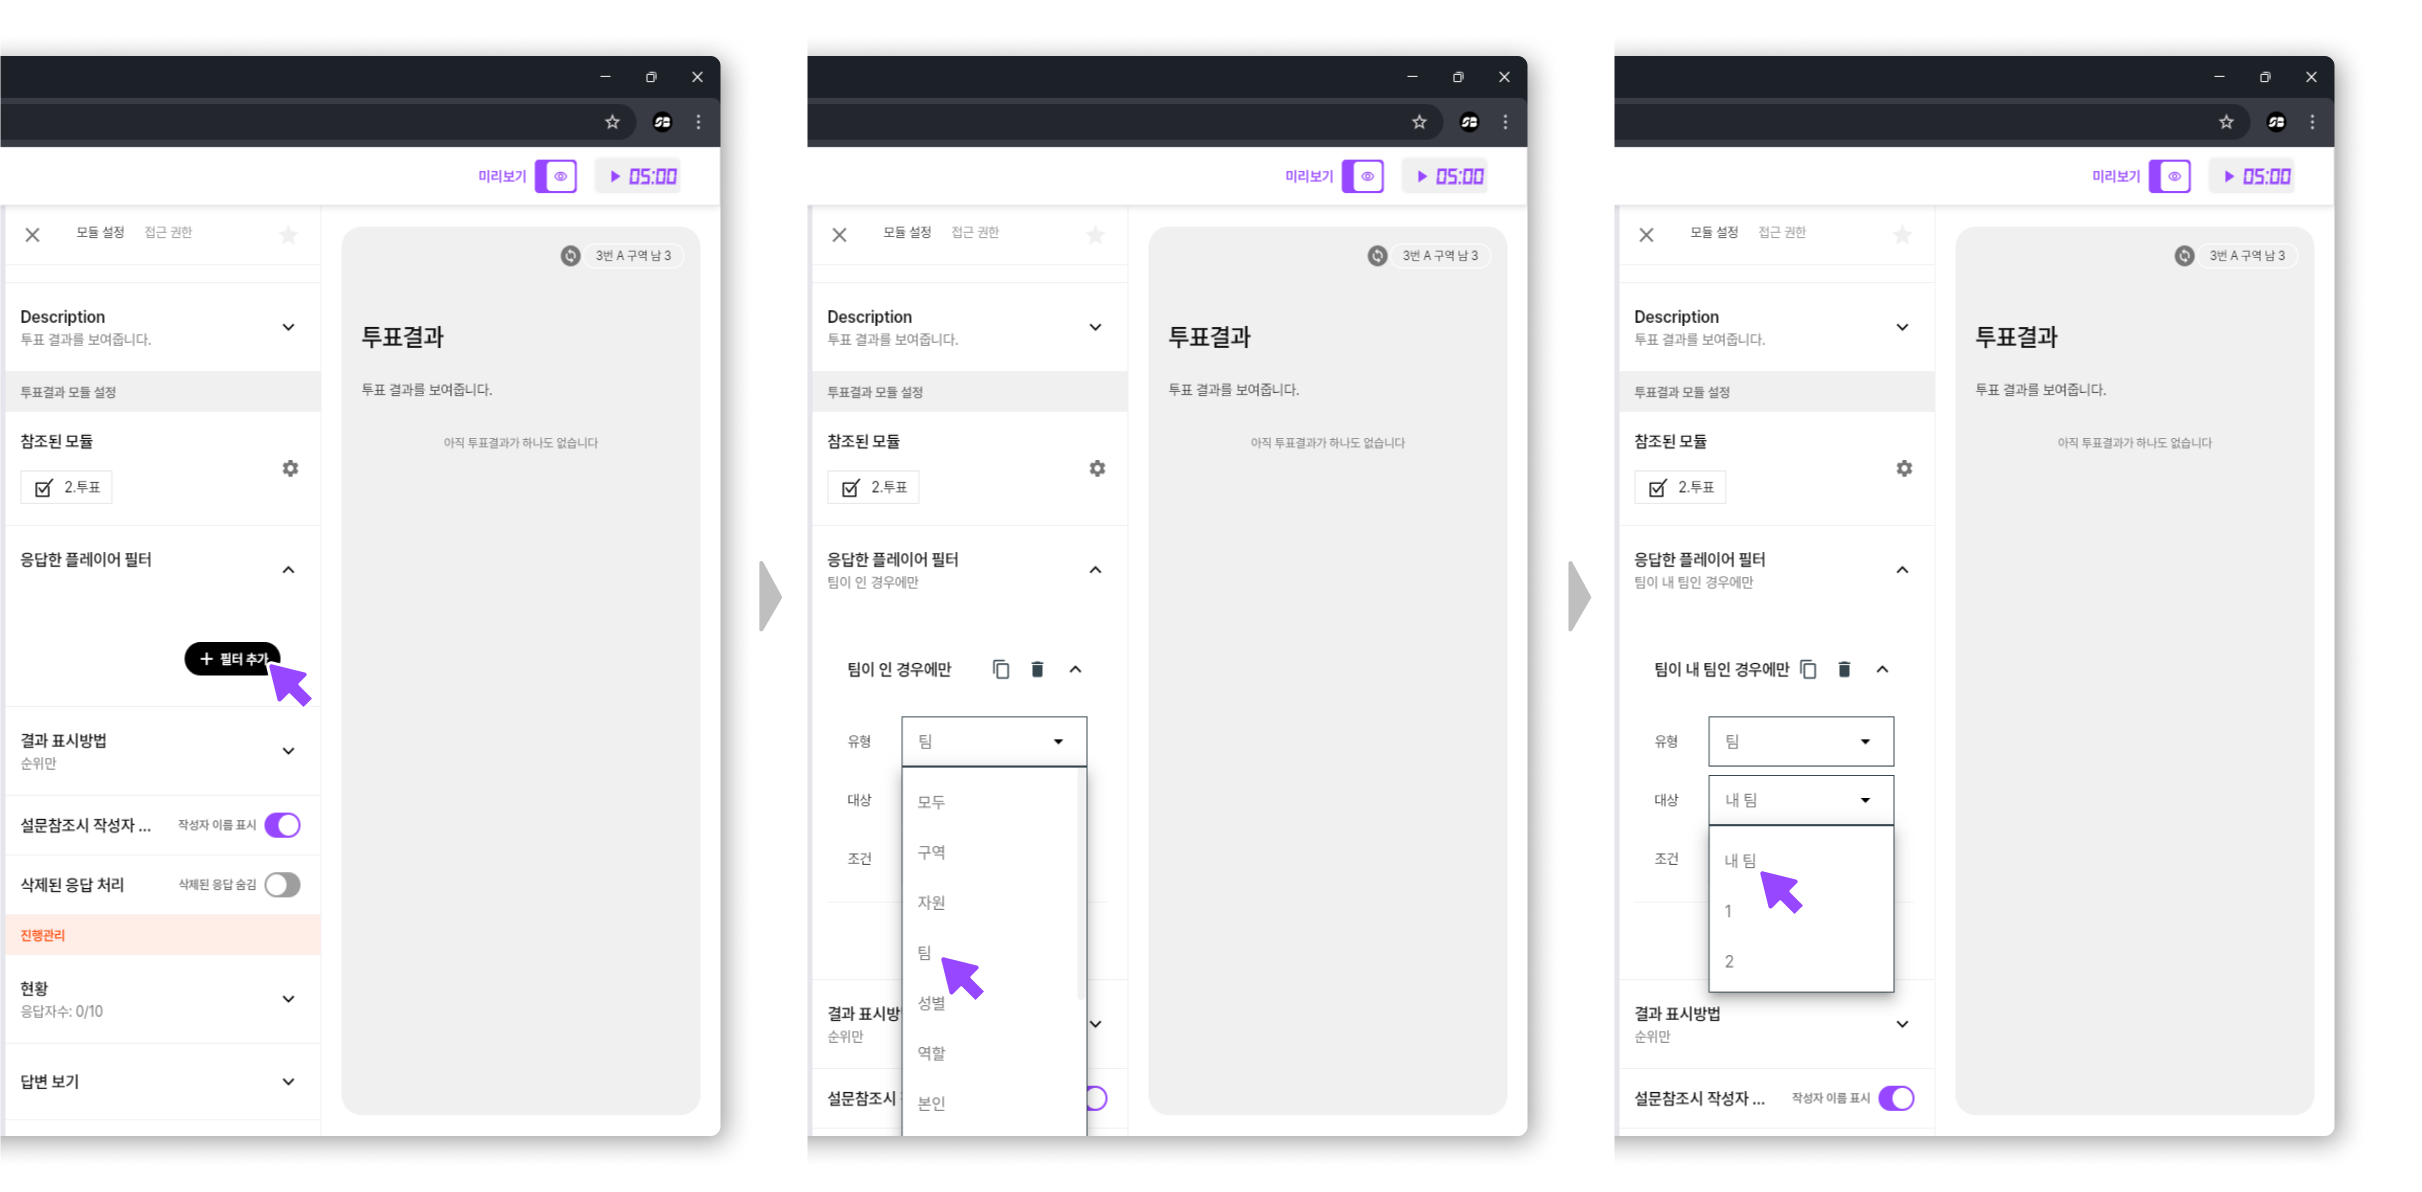 미리보기
05:00
모듈 설정 접근 권한
3번 A 구역 남 3
Description
투표 결과를 보여줍니다.
투표결과
투표결과 모듈 설정
투표 결과를 보여줍니다.
참조된 모듈
아직 투표결과가 하나도 없습니다
2.투표
응답한 플레이어 필터
+ 필터 추가
결과 표시방법
순위만
설문참조시 작성자 ... 작성자 이름 표시
삭제된 응답 처리 삭제된 응답 숨김
진행관리
현황
응답자수: 0/10
답변 보기
미리보기
05:00
모듈 설정 접근 권한
3번 A 구역 남 3
Description
투표 결과를 보여줍니다.
투표결과
투표결과 모듈 설정
투표 결과를 보여줍니다.
참조된 모듈
아직 투표결과가 하나도 없습니다
2.투표
응답한 플레이어 필터
팀이 인 경우에만
팀이 인 경우에만
유형 팀
대상
조건
모두
구역
자원
팀
성별
역할
본인
결과 표시방
순위만
설문참조시
미리보기
05:00
모듈 설정 접근 권한
3번 A 구역 남 3
Description
투표 결과를 보여줍니다.
투표결과
투표결과 모듈 설정
투표 결과를 보여줍니다.
참조된 모듈
아직 투표결과가 하나도 없습니다
2.투표
응답한 플레이어 필터
팀이 내 팀인 경우에만
팀이 내 팀인 경우에만
유형 팀
대상 내 팀
조건
내 팀
1
2
결과 표시방법
순위만
설문참조시 작성자 ... 작성자 이름 표시